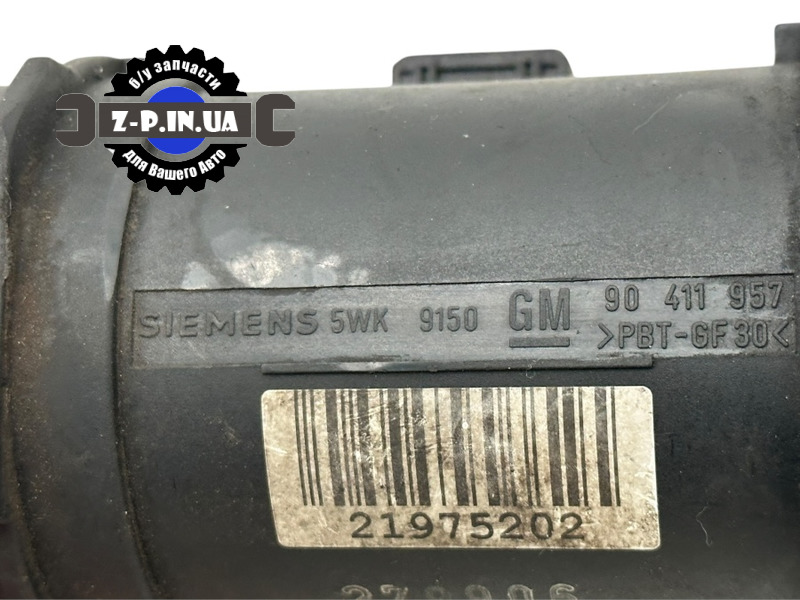 б/у запчасти
Z-P.IN.UA
для Вашего Авто
SIEMENS 5WK 9150 GM 90 411 957
>PBT-GF30<
21975202